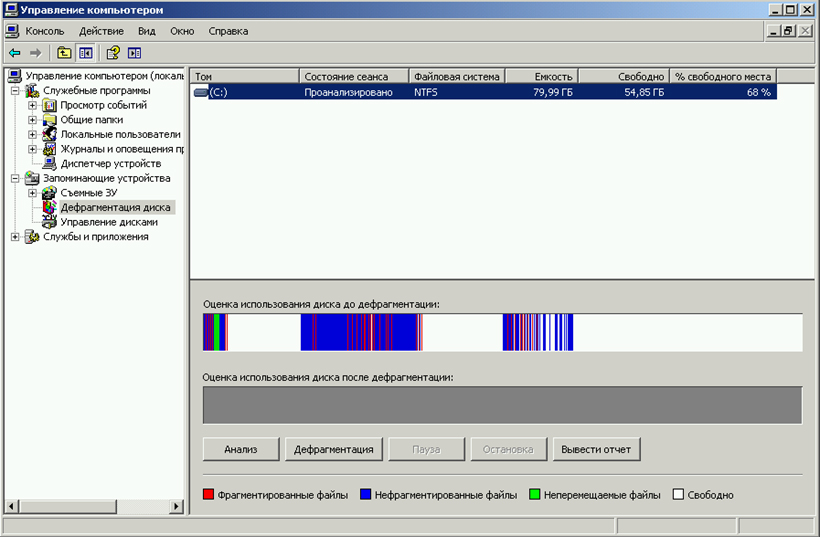 Управление компьютером
Консоль Действие Вид Окно Справка
Управление компьютером (локаль
Служебные программы
Просмотр событий
Общие папки
Локальные пользователи
Журналы и оповещения пр
Диспетчер устройств
Запоминающие устройства
Съемные ЗУ
Дефрагментация диска
Управление дисками
Службы и приложения
Том Состояние сеанса Файловая система Емкость Свободно % свободного места
(C:) Проанализировано NTFS 79,99 ГБ 54,85 ГБ 68 %
Оценка использования диска до дефрагментации:
Оценка использования диска после дефрагментации:
Анализ Дефрагментация Пауза Остановка Вывести отчет
Фрагментированные файлы Нефрагментированные файлы Неперемещаемые файлы Свободно